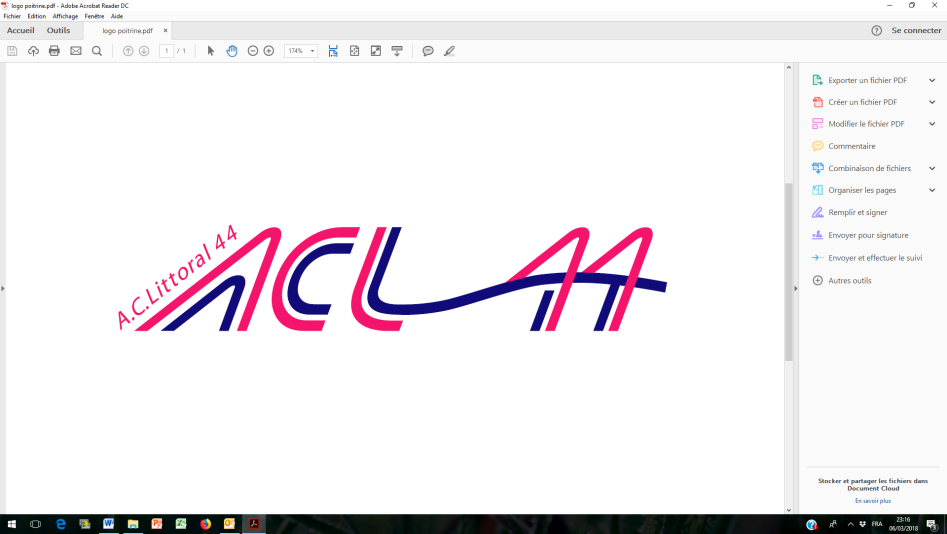 logo poitrine.pdf - Adobe Acrobat Reader DC
Fichier Edition Affichage Fenêtre Aide
Accueil Outils logo poitrine.pdf × Se connecter
1 / 1 174%
Exporter un fichier PDF
Créer un fichier PDF
Modifier le fichier PDF
Commentaire
Combinaison de fichiers
Organiser les pages
Remplir et signer
Envoyer pour signature
Envoyer et effectuer le suivi
Autres outils
A.C.Littoral 44
ACL 44
Stocker et partager les fichiers dans
Document Cloud
En savoir plus
FRA
23:16
06/03/2018